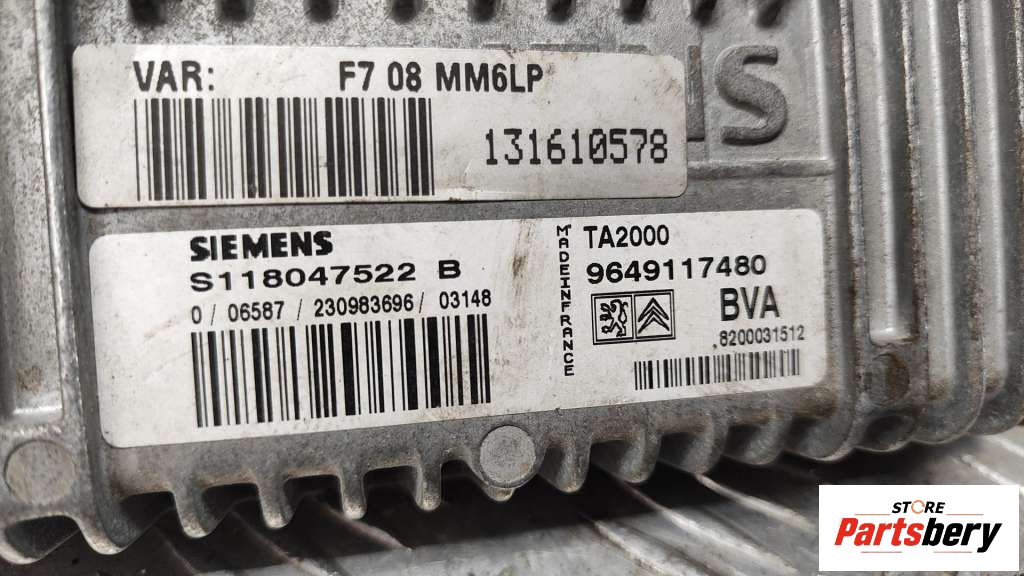 VAR: F7 08 MM6LP
131610578
SIEMENS
S118047522 B
0 / 06587 / 230983696 / 03148
MADEINFRANCE
TA2000
9649117480
BVA
8200031512
STORE
Partsbery